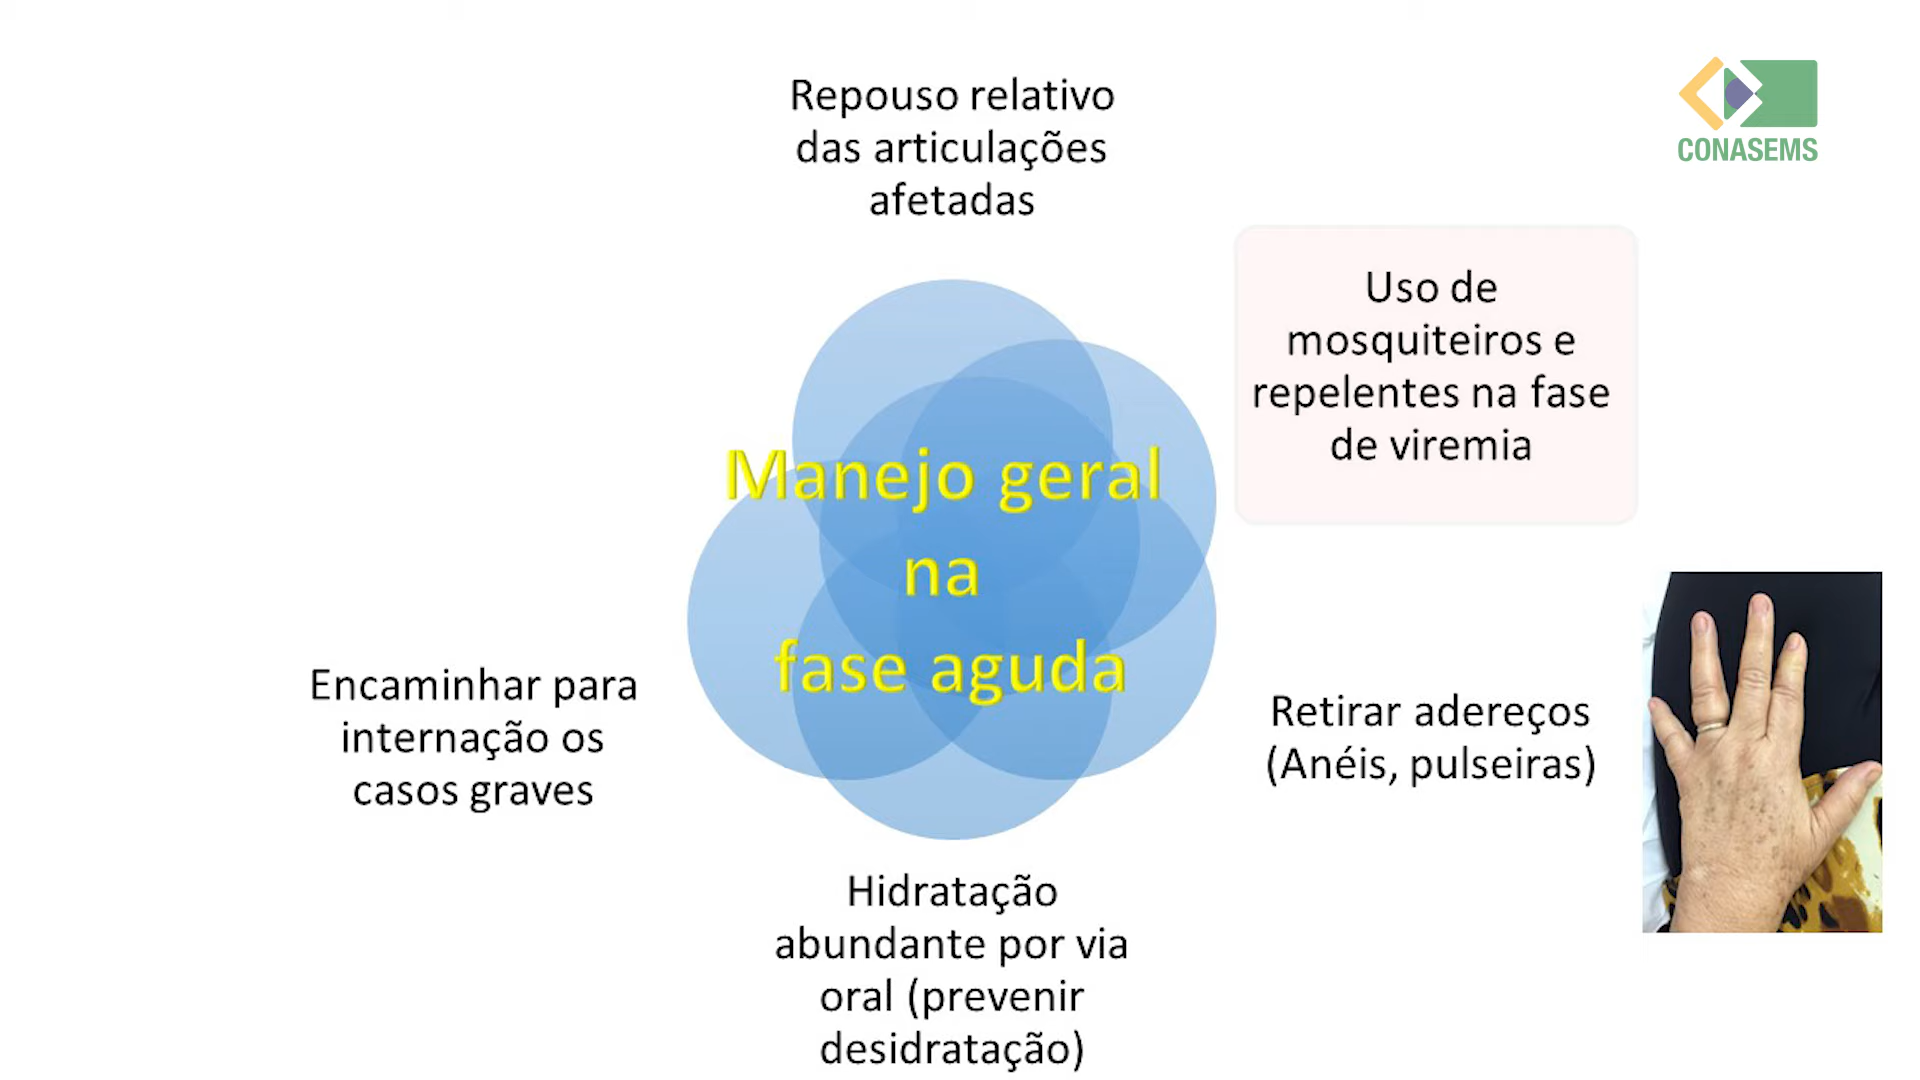 Repouso relativo
das articulações
afetadas
CONASEMS
Uso de
mosquiteiros e
repelentes na fase
de viremia
Manejo geral
na
fase aguda
Encaminhar para
internação os
casos graves
Retirar adereços
(Anéis, pulseiras)
Hidratação
abundante por via
oral (prevenir
desidratação)